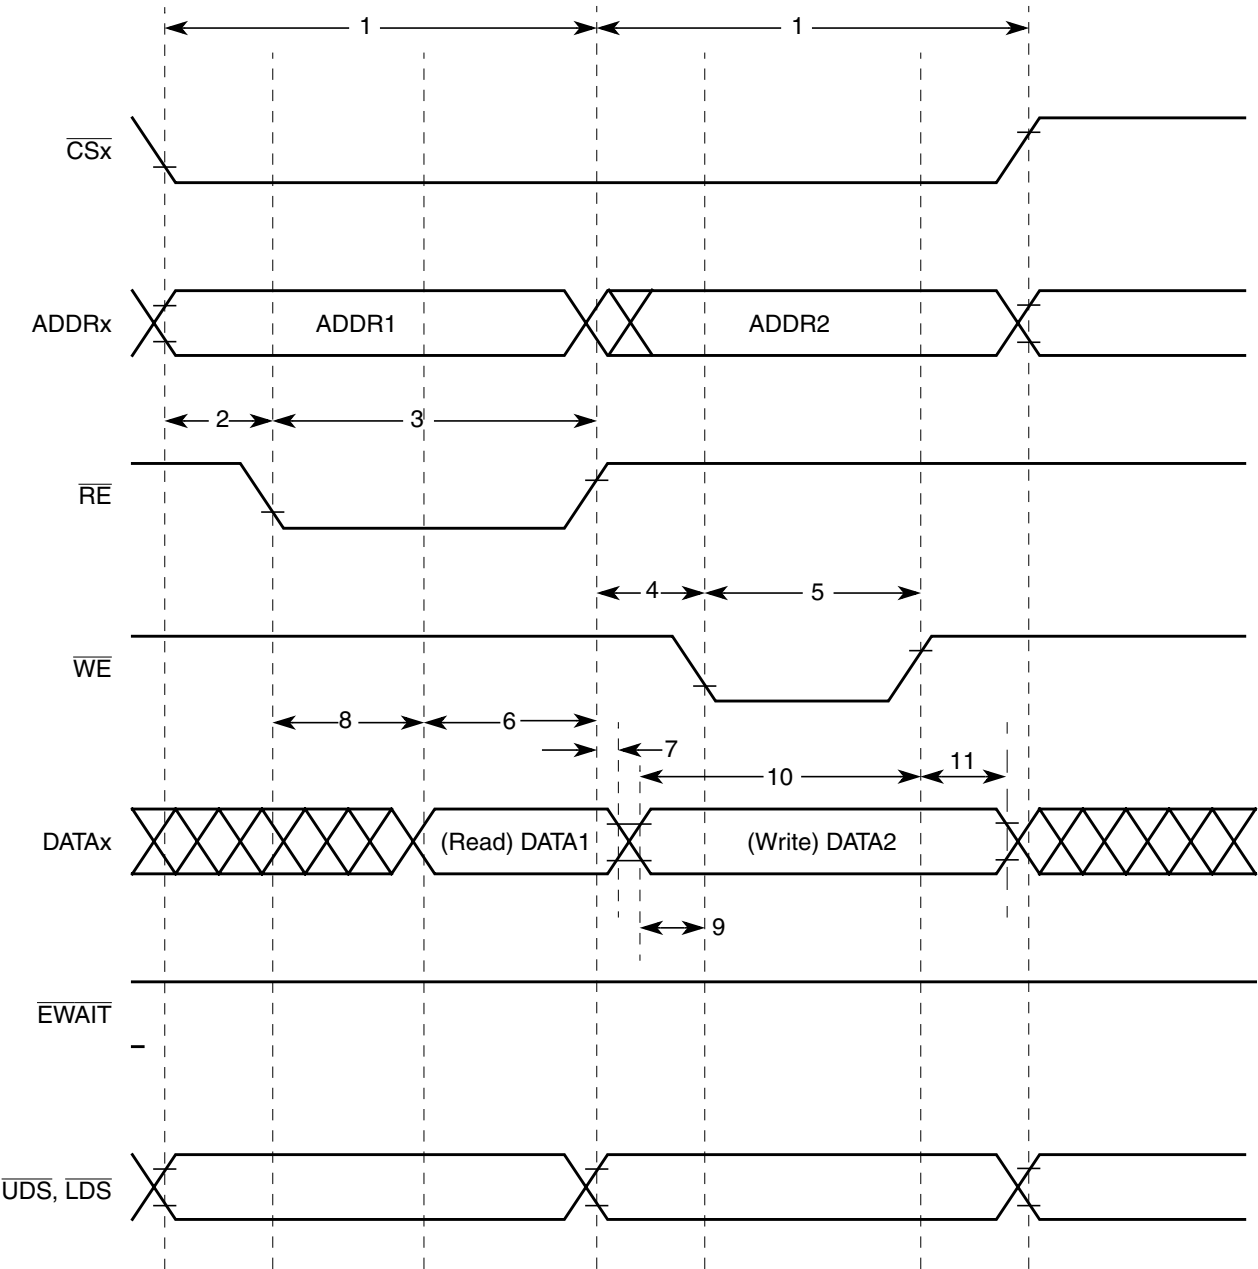 1 1
CSx
ADDRx ADDR1 ADDR2
2 3
RE
4 5
WE
8 6
7
10 11
DATAx (Read) DATA1 (Write) DATA2
9
EWAIT
UDS, LDS